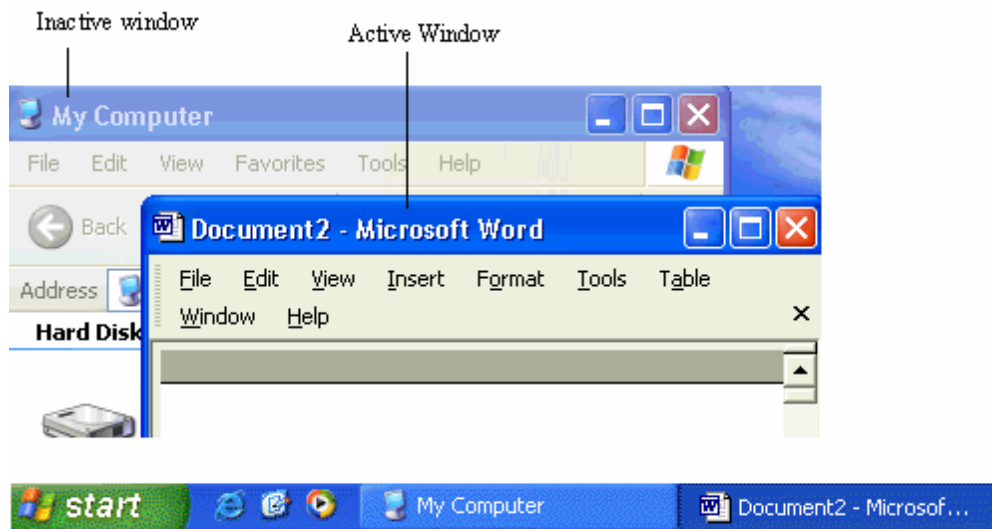 Inactive window
Active Window
My Computer
File Edit View Favorites Tools Help
Back
Document2 - Microsoft Word
Address
File Edit View Insert Format Tools Table
Window Help
Hard Disk
start My Computer Document2 - Microsof...